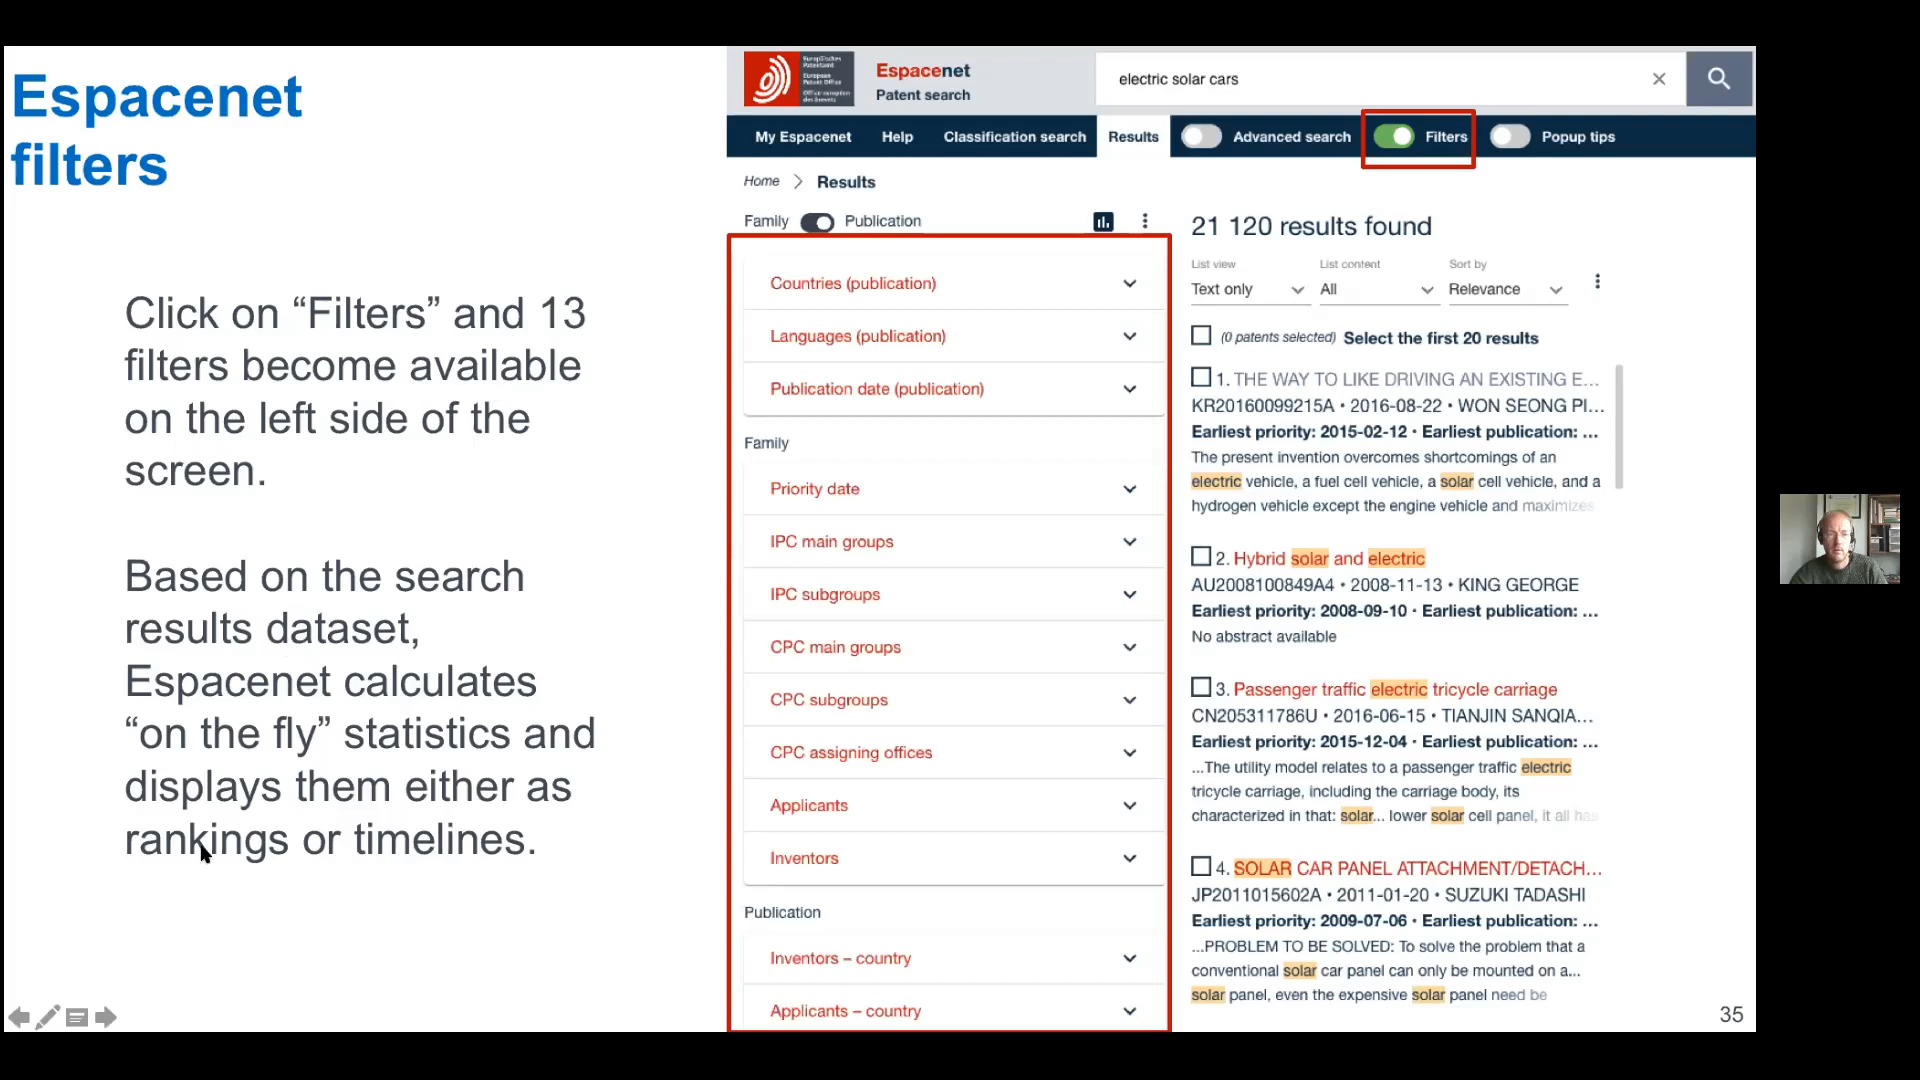 Espacenet
filters
Click on “Filters” and 13
filters become available
on the left side of the
screen.
Based on the search
results dataset,
Espacenet calculates
“on the fly” statistics and
displays them either as
rankings or timelines.
Europäisches
Patentamt
European
Patent Office
Office européen
des brevets
Espacenet
Patent search
electric solar cars
My Espacenet Help Classification search Results Advanced search Filters Popup tips
Home > Results
Family Publication
Countries (publication)
Languages (publication)
Publication date (publication)
Family
Priority date
IPC main groups
IPC subgroups
CPC main groups
CPC subgroups
CPC assigning offices
Applicants
Inventors
Publication
Inventors – country
Applicants – country
21 120 results found
List view List content Sort by
Text only All Relevance
(0 patents selected) Select the first 20 results
1. THE WAY TO LIKE DRIVING AN EXISTING E...
KR20160099215A • 2016-08-22 • WON SEONG PI...
Earliest priority: 2015-02-12 • Earliest publication: ...
The present invention overcomes shortcomings of an
electric vehicle, a fuel cell vehicle, a solar cell vehicle, and a
hydrogen vehicle except the engine vehicle and maximizes
2. Hybrid solar and electric
AU2008100849A4 • 2008-11-13 • KING GEORGE
Earliest priority: 2008-09-10 • Earliest publication: ...
No abstract available
3. Passenger traffic electric tricycle carriage
CN205311786U • 2016-06-15 • TIANJIN SANQIA...
Earliest priority: 2015-12-04 • Earliest publication: ...
...The utility model relates to a passenger traffic electric
tricycle carriage, including the carriage body, its
characterized in that: solar... lower solar cell panel, it all has
4. SOLAR CAR PANEL ATTACHMENT/DETACH...
JP2011015602A • 2011-01-20 • SUZUKI TADASHI
Earliest priority: 2009-07-06 • Earliest publication: ...
...PROBLEM TO BE SOLVED: To solve the problem that a
conventional solar car panel can only be mounted on a...
solar panel, even the expensive solar panel need be
35